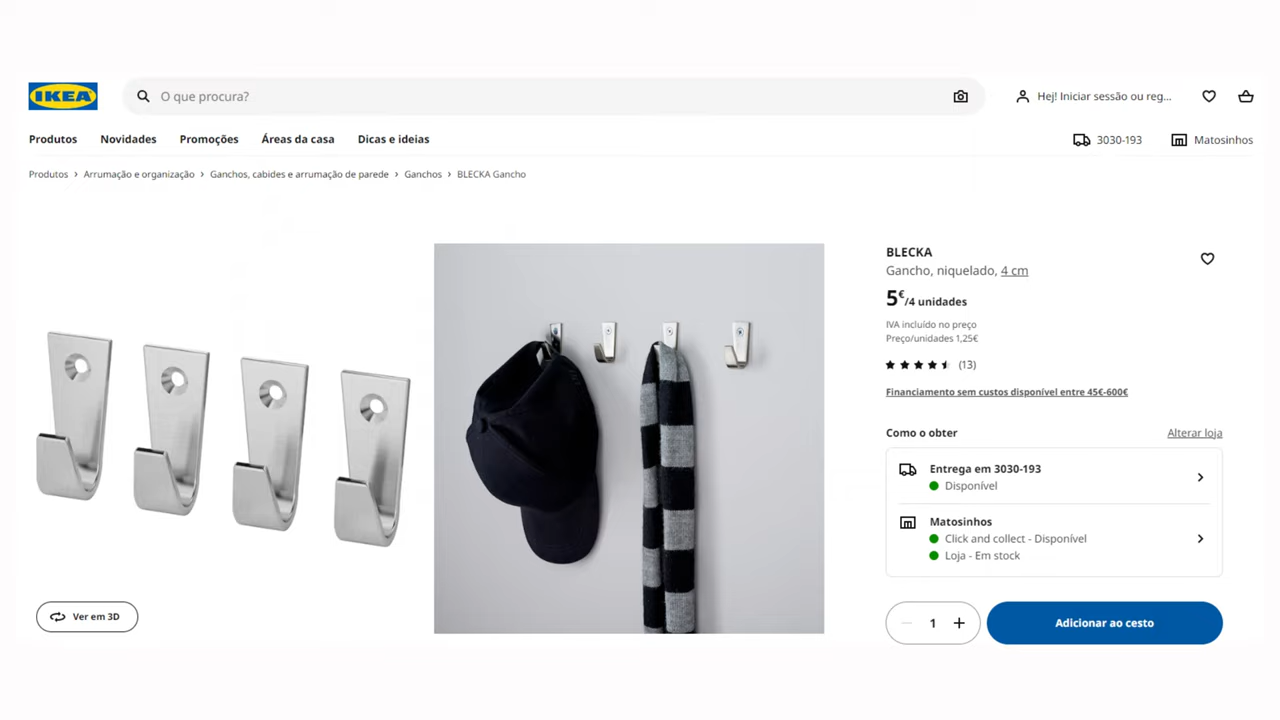 IKEA
O que procura?
Hej! Iniciar sessão ou reg...
Produtos Novidades Promoções Áreas da casa Dicas e ideias
3030-193 Matosinhos
Produtos › Arrumação e organização › Ganchos, cabides e arrumação de parede › Ganchos › BLECKA Gancho
BLECKA
Gancho, niquelado, 4 cm
5€/4 unidades
IVA incluído no preço
Preço/unidades 1,25€
(13)
Financiamento sem custos disponível entre 45€-600€
Como o obter Alterar loja
Entrega em 3030-193
Disponível
Matosinhos
Click and collect - Disponível
Loja - Em stock
Ver em 3D
1
Adicionar ao cesto